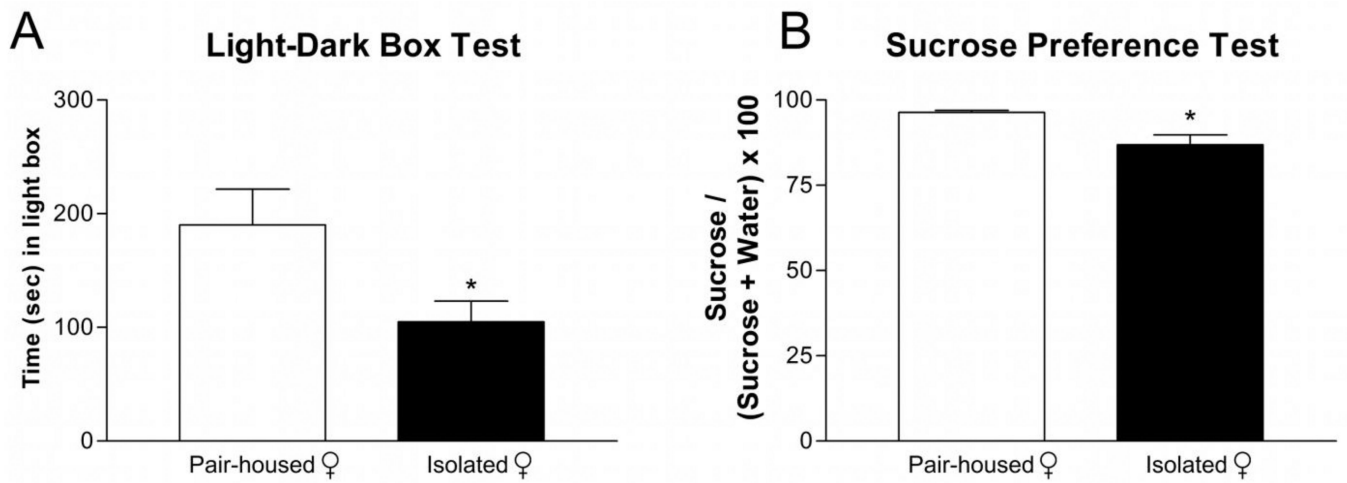 A
Light-Dark Box Test
Time (sec) in light box
300
200
100
0
*
Pair-housed ♀
Isolated ♀
B
Sucrose Preference Test
Sucrose /
(Sucrose + Water) x 100
100
75
50
25
0
*
Pair-housed ♀
Isolated ♀